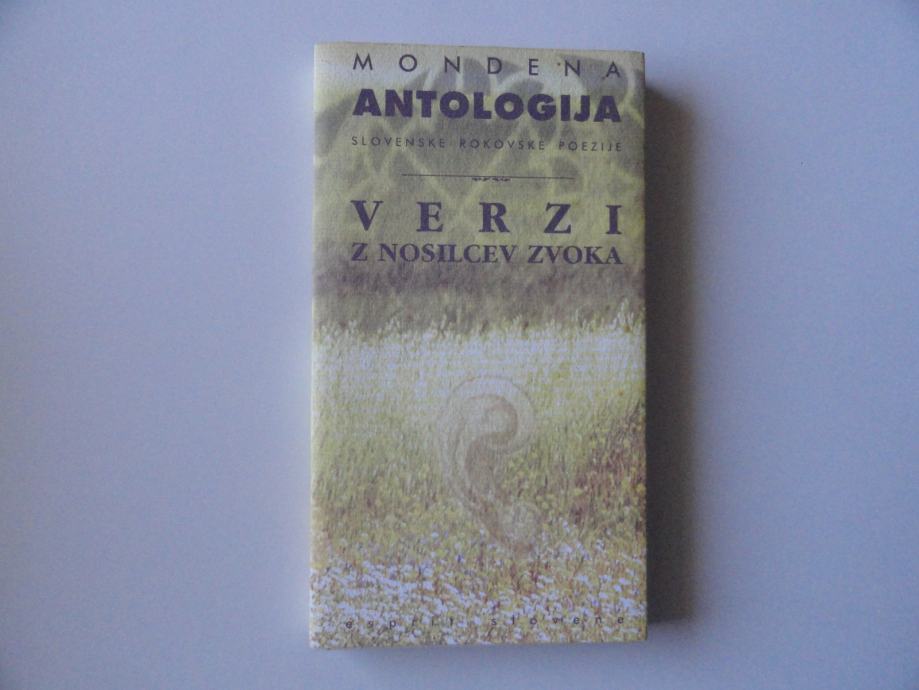 MONDENA
ANTOLOGIJA
SLOVENSKE ROKOVSKE POEZIJE
VERZI
Z NOSILCEV ZVOKA
esprit slovene